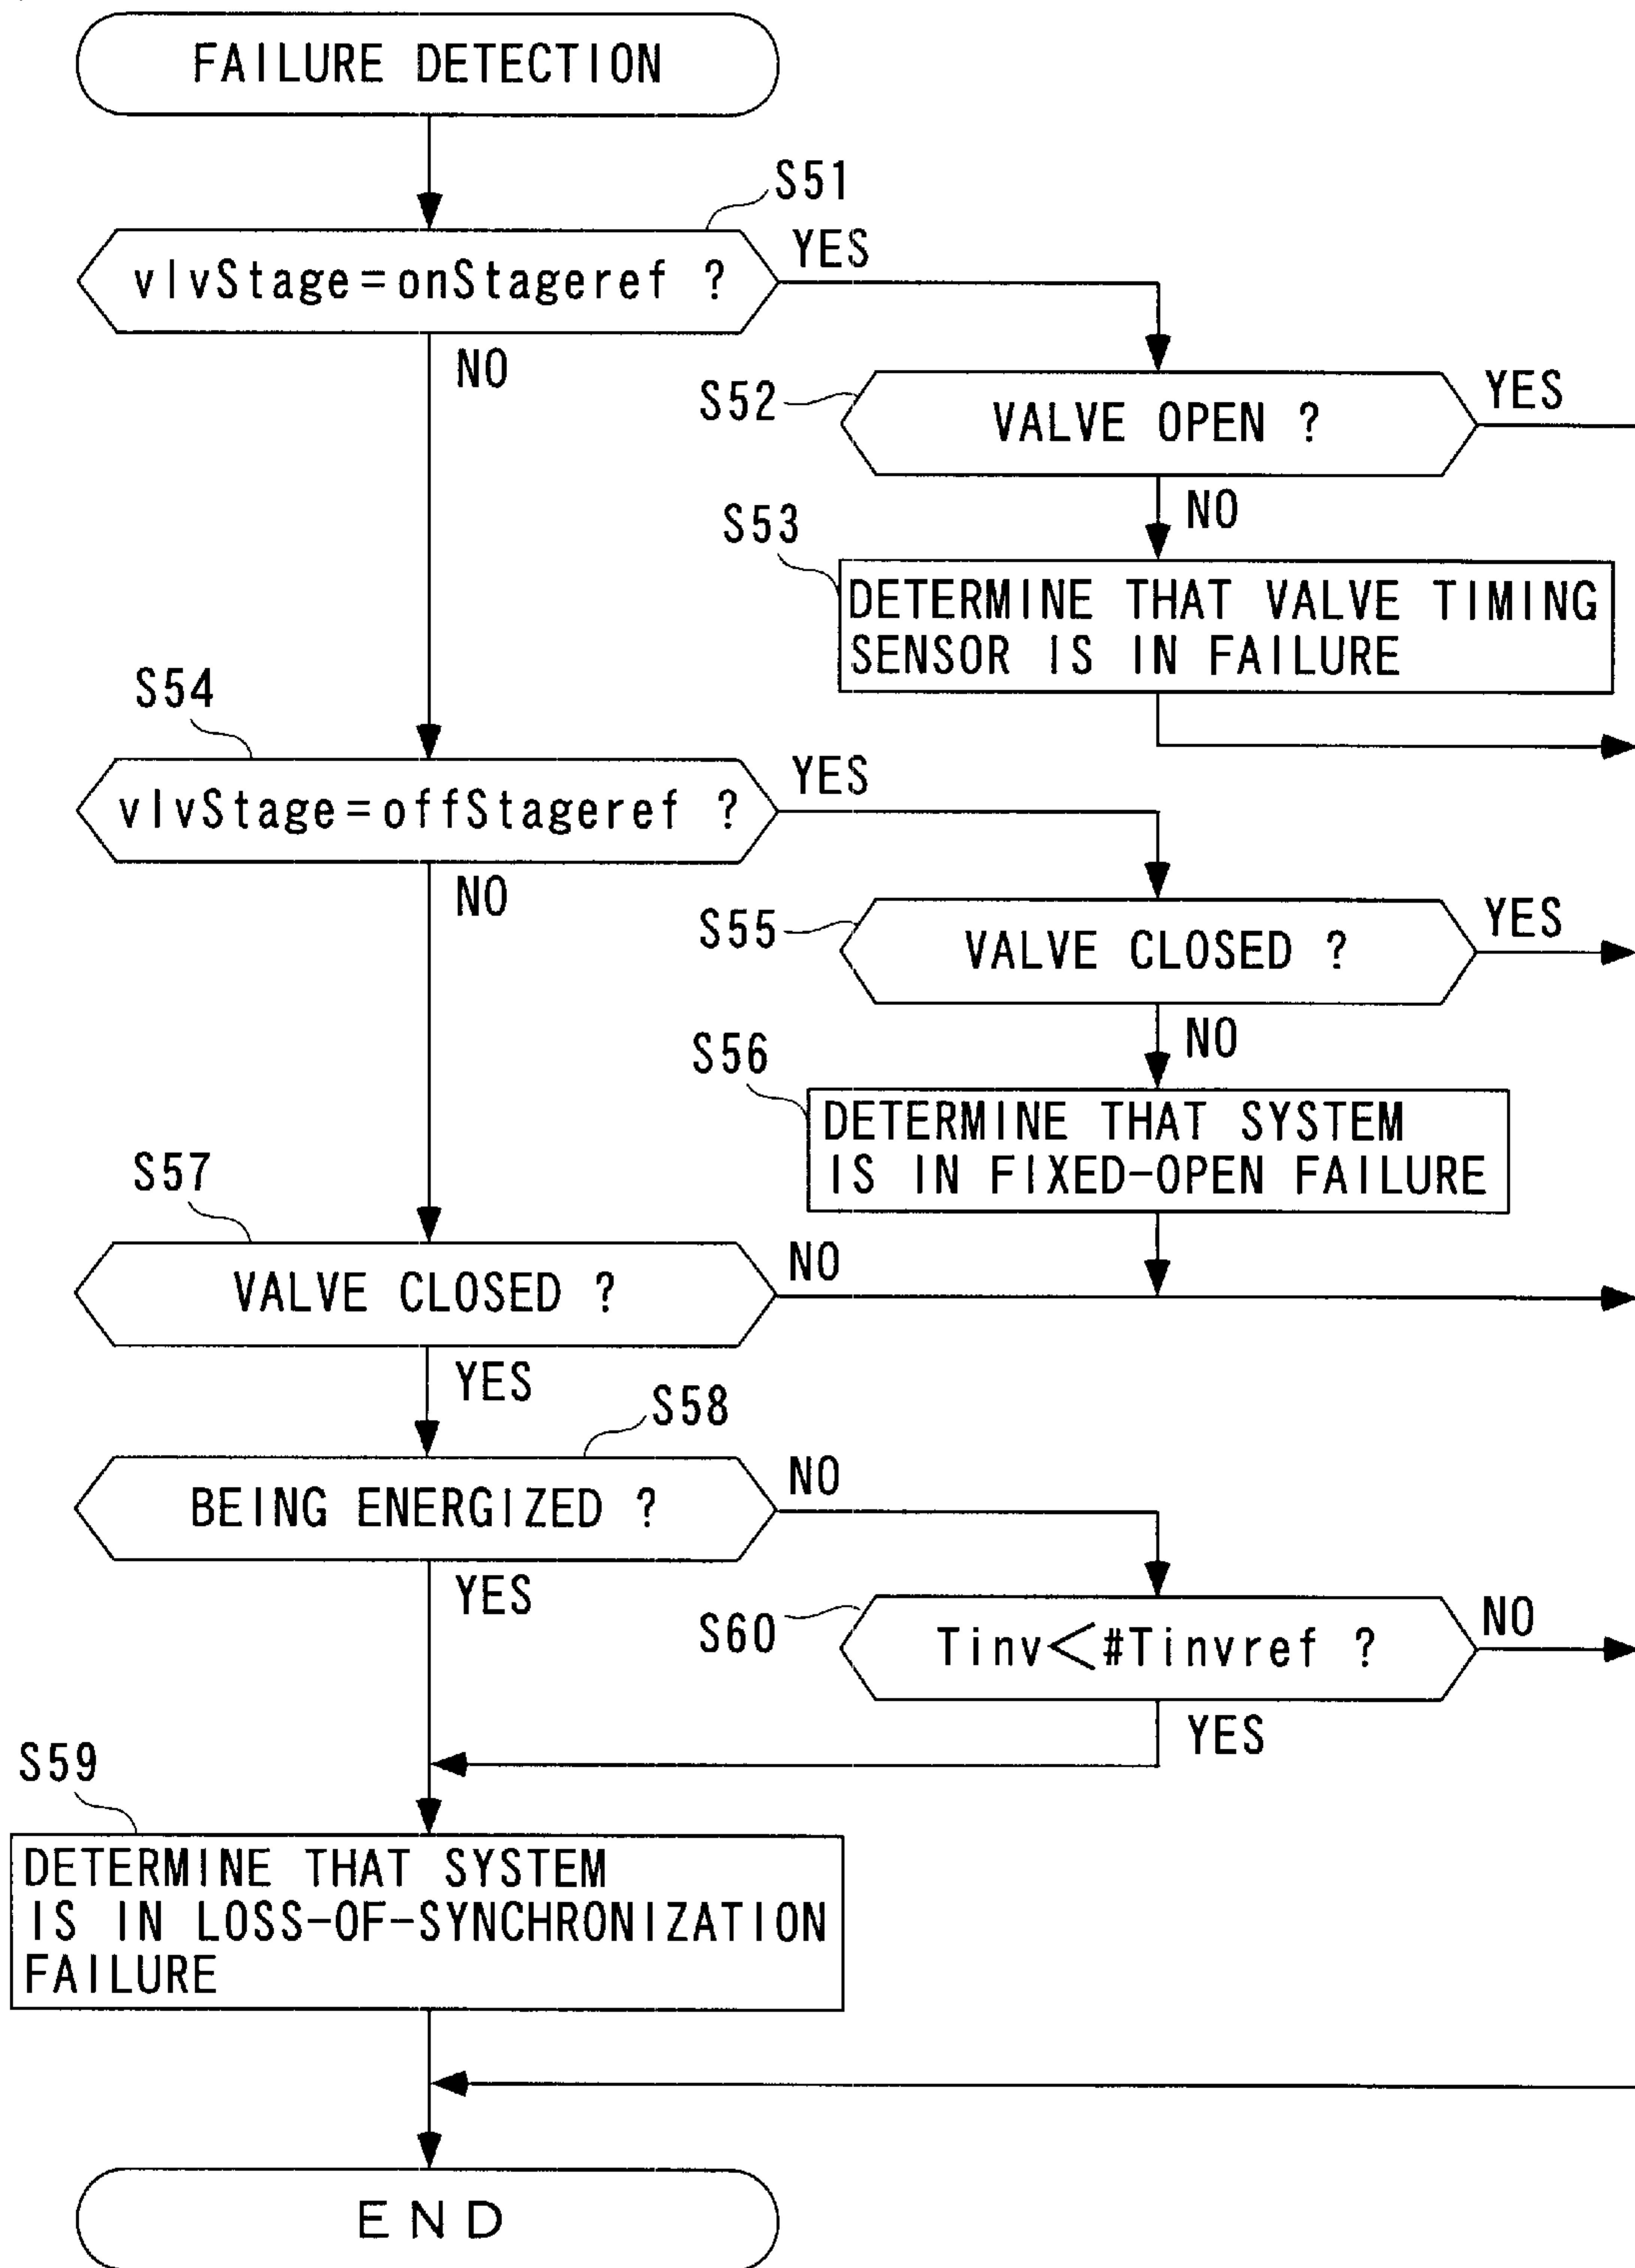 FAILURE DETECTION
S51
vlvStage=onStageref ?
YES
NO
S52
VALVE OPEN ?
YES
NO
S53
DETERMINE THAT VALVE TIMING
SENSOR IS IN FAILURE
S54
vlvStage=offStageref ?
YES
NO
S55
VALVE CLOSED ?
YES
NO
S56
DETERMINE THAT SYSTEM
IS IN FIXED-OPEN FAILURE
S57
VALVE CLOSED ?
NO
YES
S58
BEING ENERGIZED ?
NO
YES
S60
Tinv<#Tinvref ?
NO
YES
S59
DETERMINE THAT SYSTEM
IS IN LOSS-OF-SYNCHRONIZATION
FAILURE
END